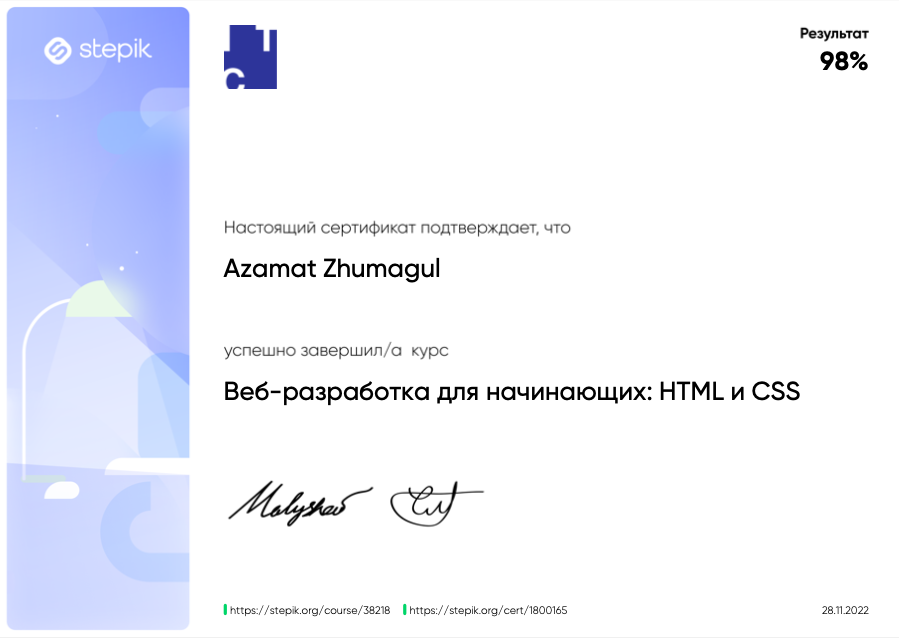 stepik
TC
Результат
98%
Настоящий сертификат подтверждает, что
Azamat Zhumagul
успешно завершил/а курс
Веб-разработка для начинающих: HTML и CSS
Malyshev
https://stepik.org/course/38218 https://stepik.org/cert/1800165 28.11.2022